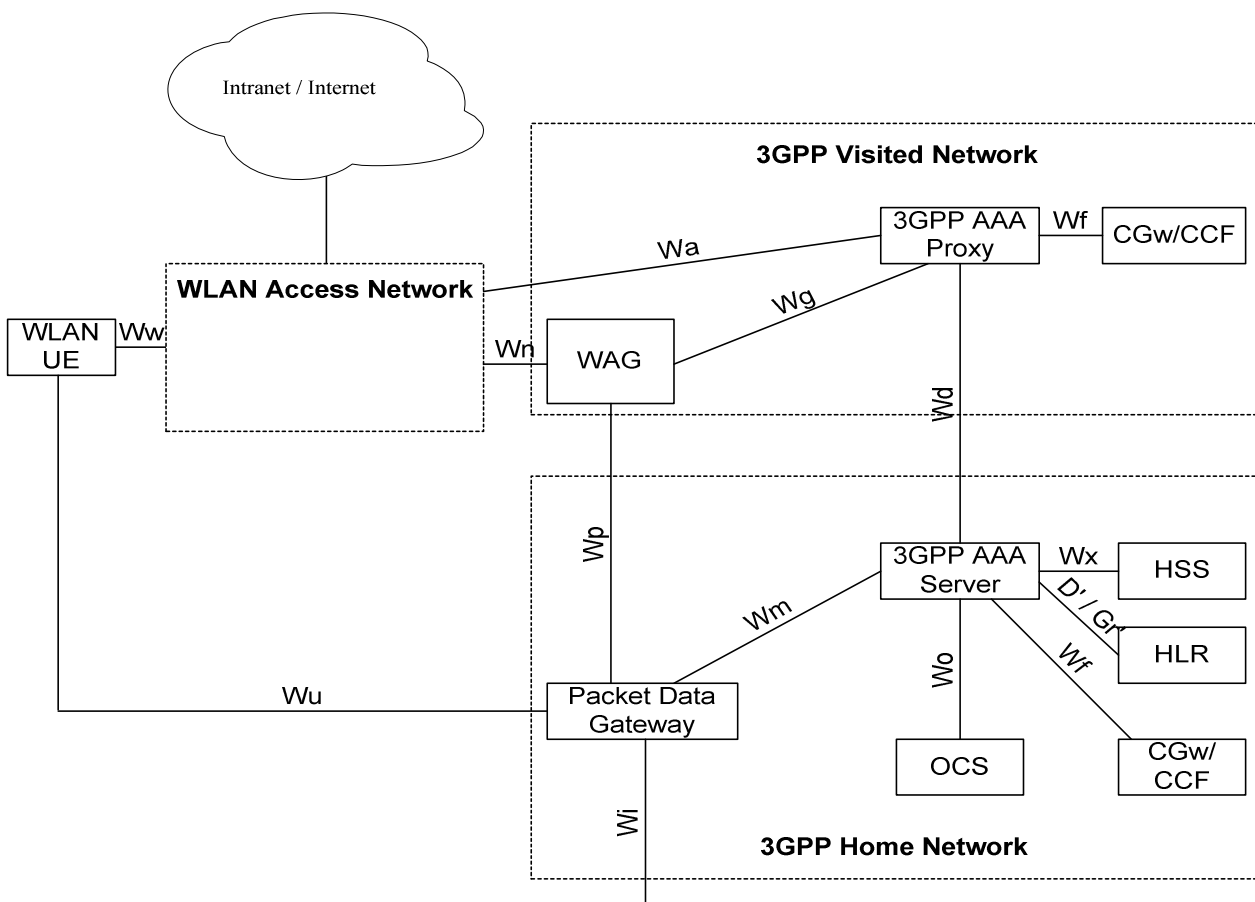 Intranet / Internet
3GPP Visited Network
3GPP AAA
Proxy
Wf
CGw/CCF
Wa
WLAN Access Network
Wg
WLAN
UE
Ww
Wn
WAG
Wd
Wp
3GPP AAA
Server
Wx
HSS
D' / Gr'
HLR
Wm
Wo
Wf
Wu
Packet Data
Gateway
OCS
CGw/
CCF
Wi
3GPP Home Network